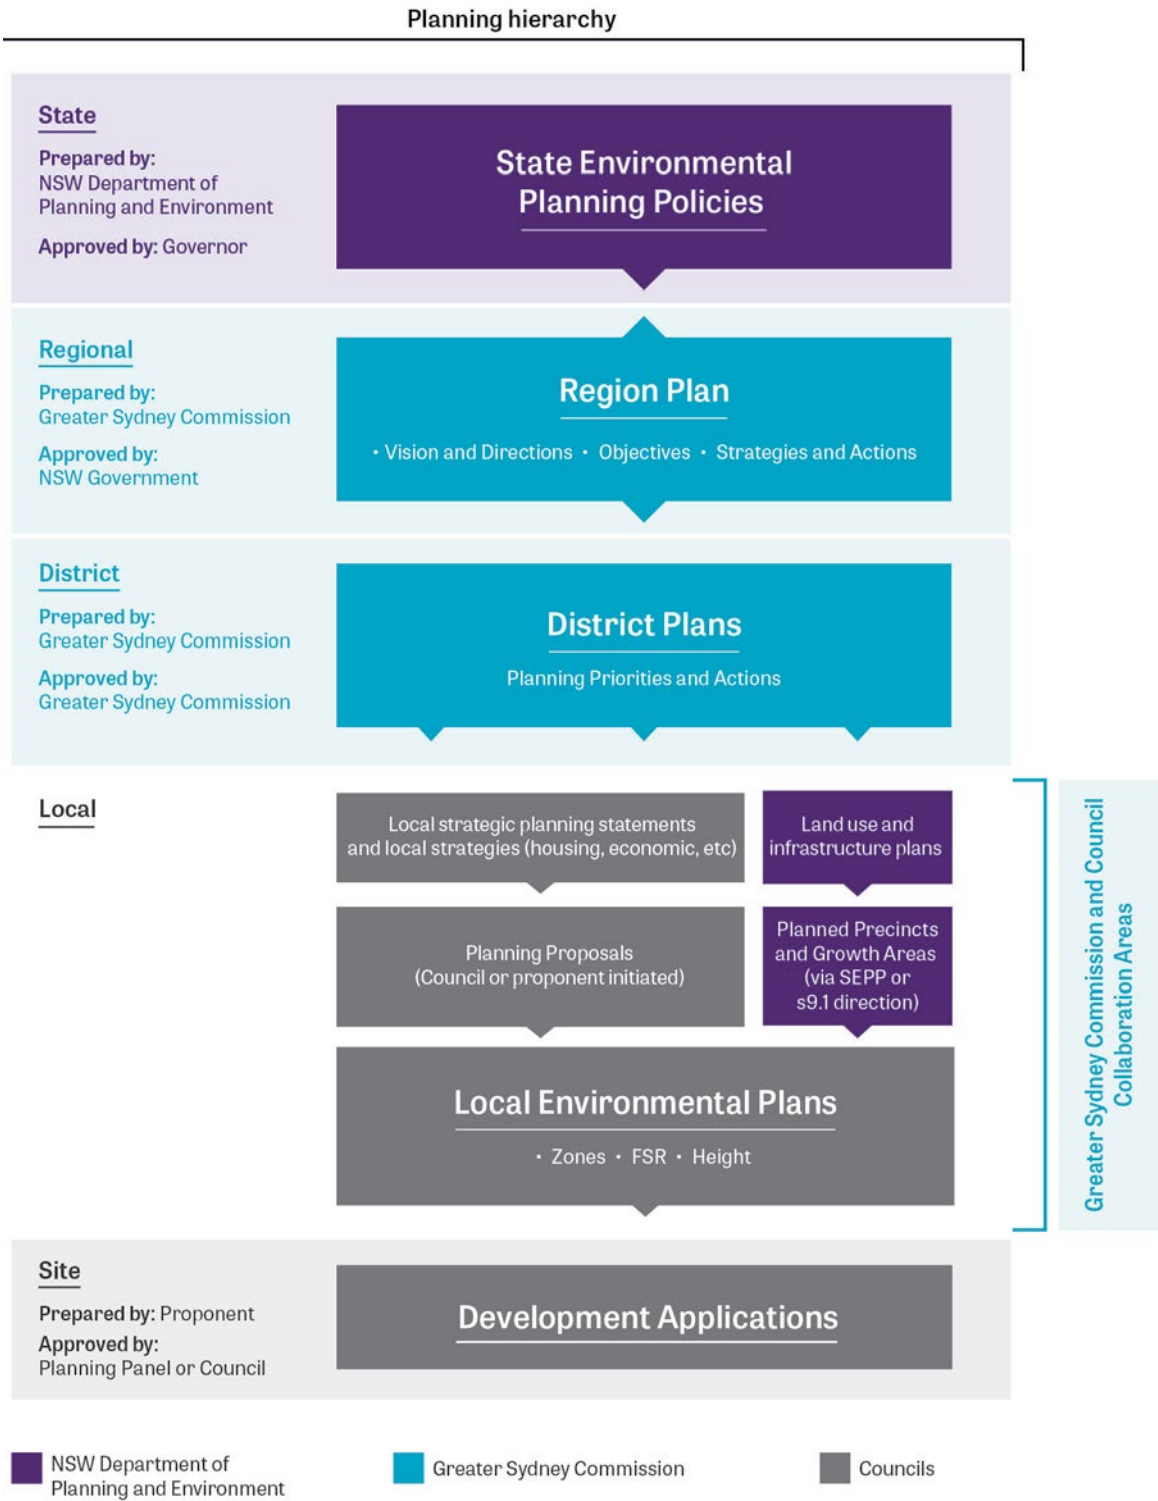 Planning hierarchy
State
Prepared by:
NSW Department of
Planning and Environment
Approved by: Governor
State Environmental
Planning Policies
Regional
Prepared by:
Greater Sydney Commission
Approved by:
NSW Government
Region Plan
• Vision and Directions • Objectives • Strategies and Actions
District
Prepared by:
Greater Sydney Commission
Approved by:
Greater Sydney Commission
District Plans
Planning Priorities and Actions
Local
Local strategic planning statements
and local strategies (housing, economic, etc)
Land use and
infrastructure plans
Planning Proposals
(Council or proponent initiated)
Planned Precincts
and Growth Areas
(via SEPP or
s9.1 direction)
Local Environmental Plans
• Zones • FSR • Height
Greater Sydney Commission and Council
Collaboration Areas
Site
Prepared by: Proponent
Approved by:
Planning Panel or Council
Development Applications
NSW Department of
Planning and Environment
Greater Sydney Commission
Councils